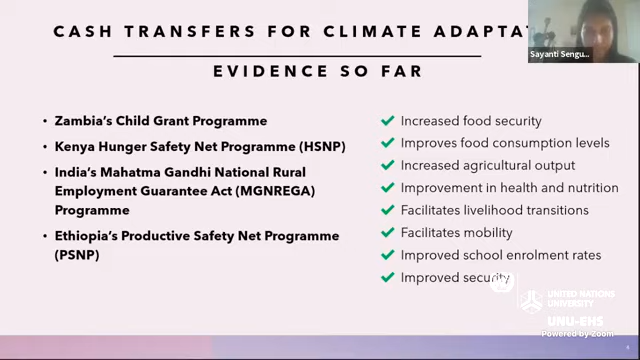 CASH TRANSFERS FOR CLIMATE ADAPTAT
Sayanti Sengu...
EVIDENCE SO FAR
• Zambia's Child Grant Programme
• Kenya Hunger Safety Net Programme (HSNP)
• India's Mahatma Gandhi National Rural
Employment Guarantee Act (MGNREGA)
Programme
• Ethiopia's Productive Safety Net Programme
(PSNP)
✔ Increased food security
✔ Improves food consumption levels
✔ Increased agricultural output
✔ Improvement in health and nutrition
✔ Facilitates livelihood transitions
✔ Facilitates mobility
✔ Improved school enrolment rates
✔ Improved security
UNITED NATIONS
UNIVERSITY
UNU-EHS
Powered by Zoom